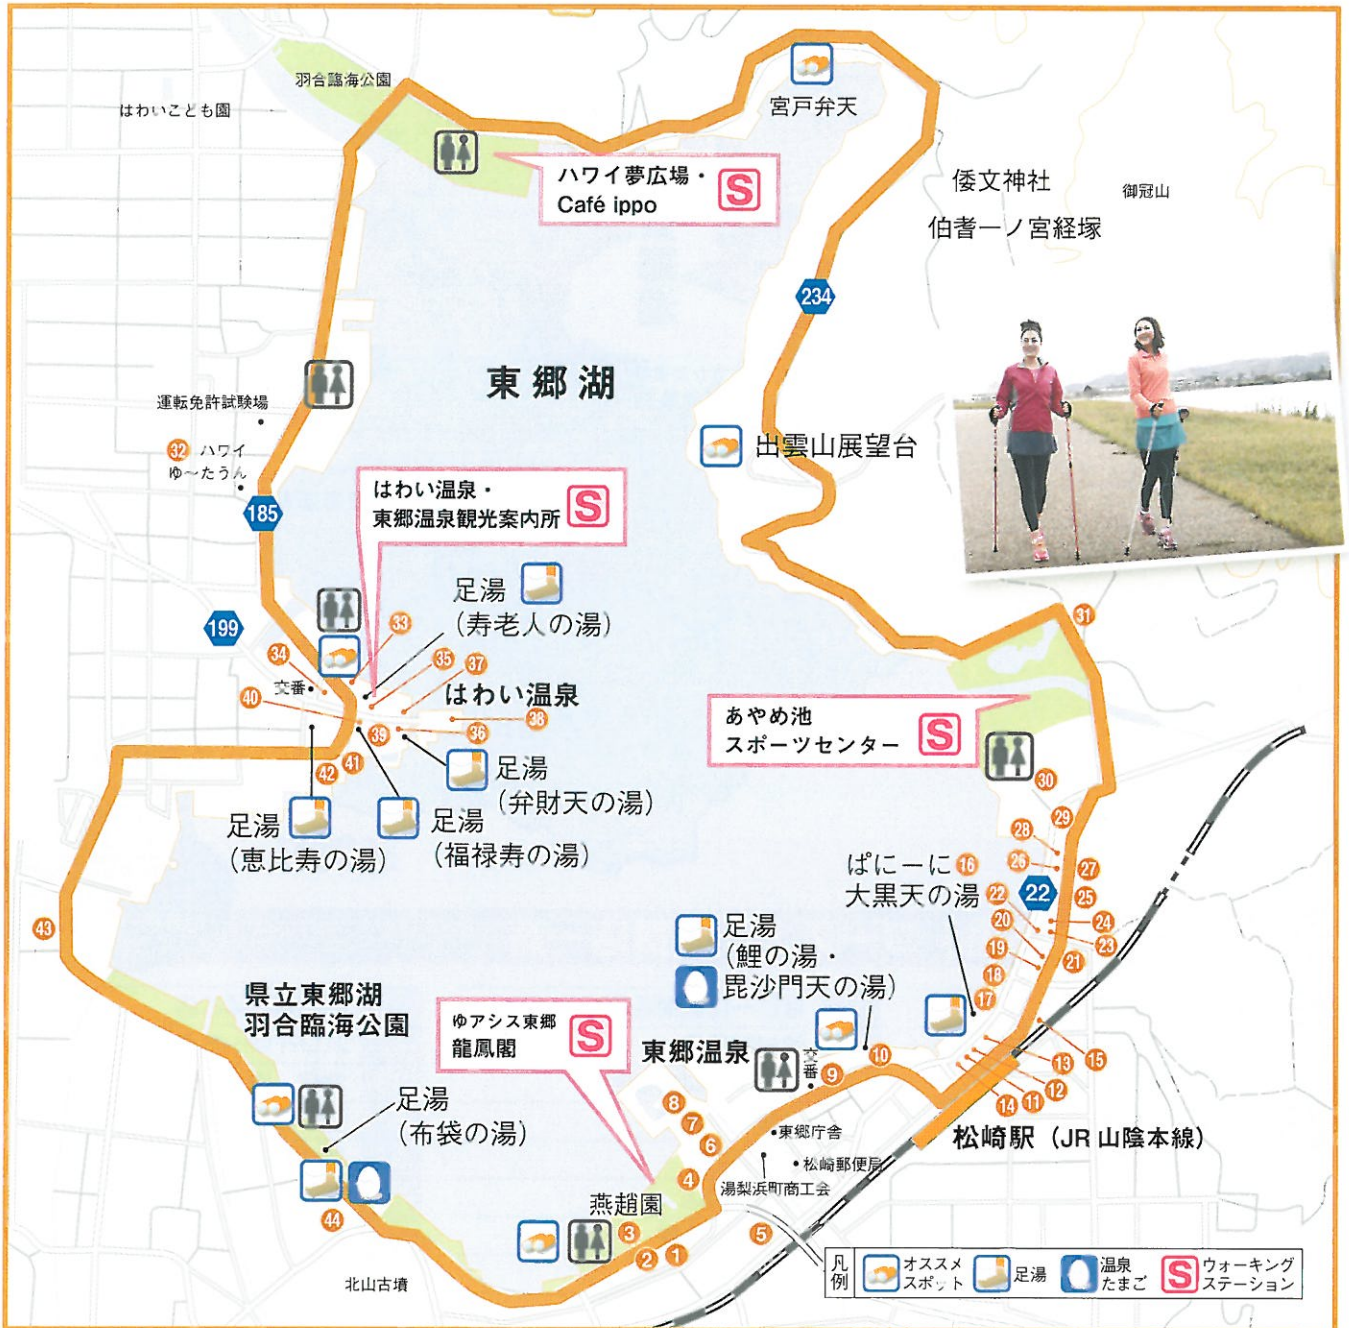 羽合臨海公園
はわいこども園
宮戸弁天
ハワイ夢広場・
Café ippo
S
倭文神社
伯耆一ノ宮経塚
御冠山
234
東郷湖
運転免許試験場
32 ハワイ
ゆ〜たうん
185
出雲山展望台
はわい温泉・
東郷温泉観光案内所
S
足湯
(寿老人の湯)
199
33
34
35
37
交番
40
はわい温泉
38
39
36
41
42
31
あやめ池
スポーツセンター
S
30
足湯
(弁財天の湯)
足湯
(恵比寿の湯)
足湯
(福禄寿の湯)
29
28
26
27
ぱにーに 16
大黒天の湯
22
22
25
20
24
23
19
21
18
17
43
足湯
(鯉の湯・
毘沙門天の湯)
県立東郷湖
羽合臨海公園
ゆアシス東郷
龍鳳閣
S
東郷温泉
交番
9
10
15
13
12
11
14
8
7
6
4
東郷庁舎
松崎郵便局
湯梨浜町商工会
松崎駅(JR山陰本線)
足湯
(布袋の湯)
44
燕趙園
3
2
1
5
北山古墳
凡例
オススメ
スポット
足湯
温泉
たまご
S
ウォーキング
ステーション